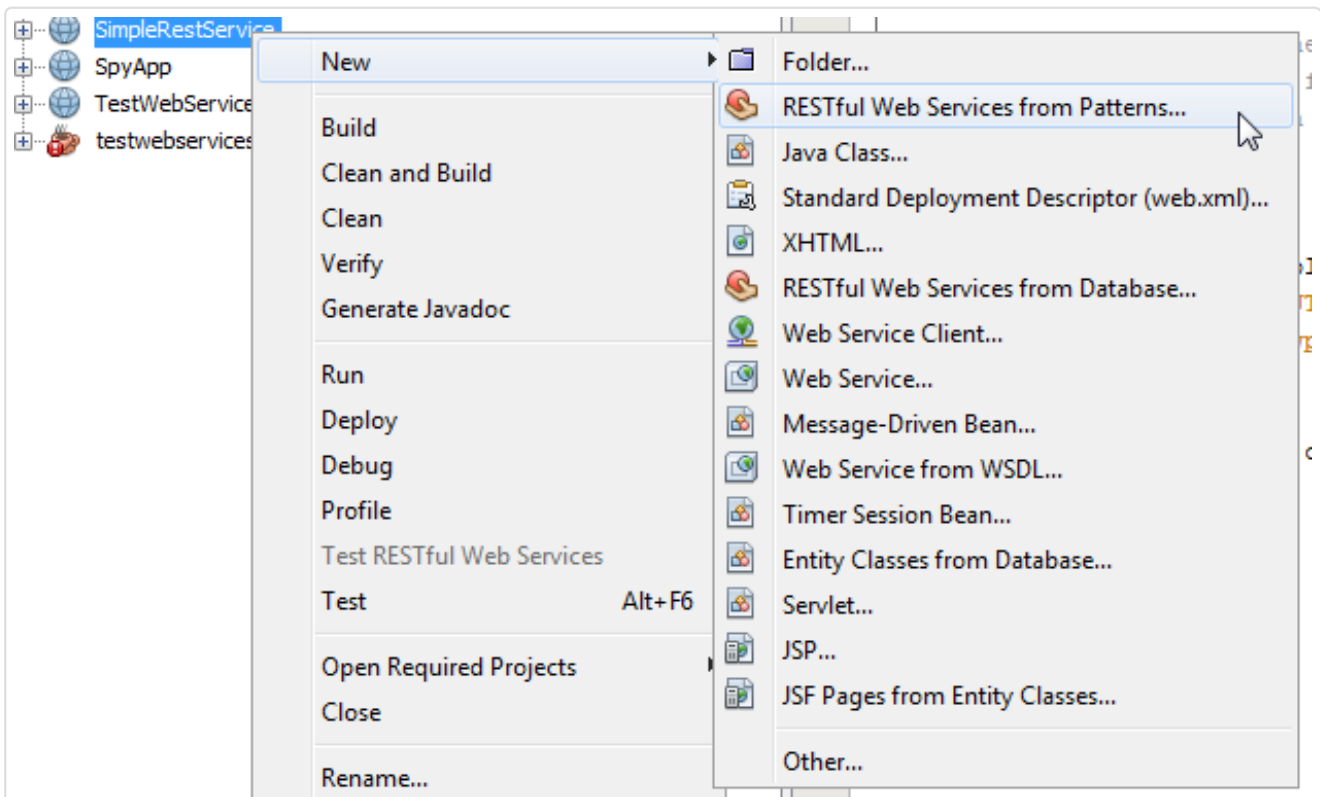 SimpleRestService
SpyApp
TestWebService
testwebservices
New
Build
Clean and Build
Clean
Verify
Generate Javadoc
Run
Deploy
Debug
Profile
Test RESTful Web Services
Test Alt+F6
Open Required Projects
Close
Rename...
Folder...
RESTful Web Services from Patterns...
Java Class...
Standard Deployment Descriptor (web.xml)...
XHTML...
RESTful Web Services from Database...
Web Service Client...
Web Service...
Message-Driven Bean...
Web Service from WSDL...
Timer Session Bean...
Entity Classes from Database...
Servlet...
JSP...
JSF Pages from Entity Classes...
Other...